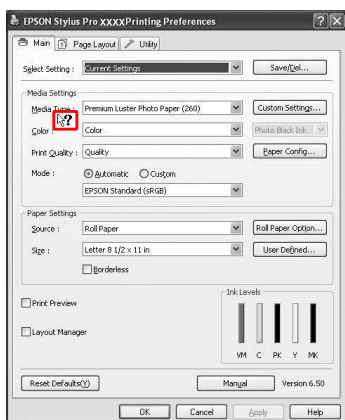 EPSON Stylus Pro XXXX Printing Preferences
Main Page Layout Utility
Select Setting : Current Settings Save/Del...
Media Settings
Media Type : Premium Luster Photo Paper (260) Custom Settings...
Color : Color Photo Black Ink
Print Quality : Quality Paper Config...
Mode : Automatic Custom
EPSON Standard (sRGB)
Paper Settings
Source : Roll Paper Roll Paper Option...
Size : Letter 8 1/2 x 11 in User Defined...
Borderless
Ink Levels
Print Preview
Layout Manager
VM C PK Y MK
Reset Defaults(Y) Manual Version 6.50
OK Cancel Apply Help